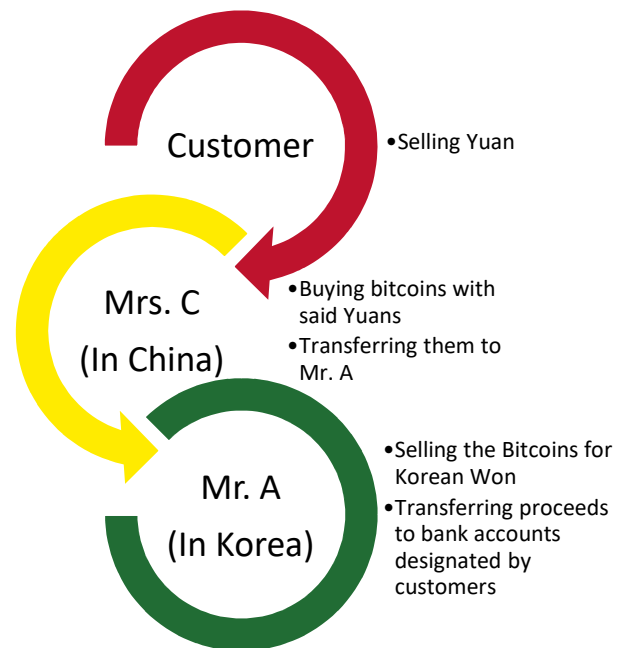 Customer
•Selling Yuan
Mrs. C
(In China)
•Buying bitcoins with
said Yuans
•Transferring them to
Mr. A
Mr. A
(In Korea)
•Selling the Bitcoins for
Korean Won
•Transferring proceeds
to bank accounts
designated by
customers